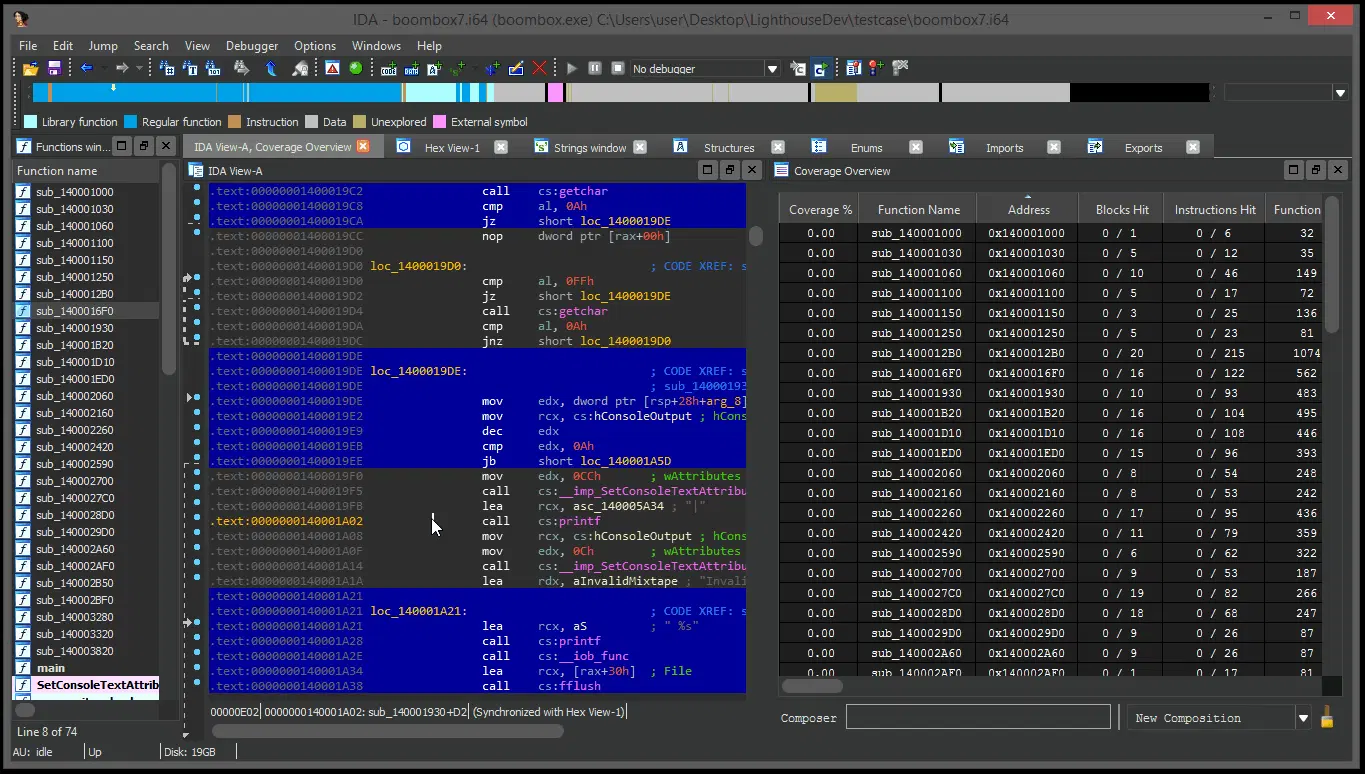 IDA - boombox7.i64 (boombox.exe) C:\Users\user\Desktop\LighthouseDev\testcase\boombox7.i64
File Edit Jump Search View Debugger Options Windows Help
No debugger
Library function Regular function Instruction Data Unexplored External symbol
Functions win... IDA View-A, Coverage Overview Hex View-1 Strings window Structures Enums Imports Exports
Function name
sub_140001000
sub_140001030
sub_140001060
sub_140001100
sub_140001150
sub_140001250
sub_1400012B0
sub_1400016F0
sub_140001930
sub_140001B20
sub_140001D10
sub_140001ED0
sub_140002060
sub_140002160
sub_140002260
sub_140002420
sub_140002590
sub_140002700
sub_1400027C0
sub_1400028D0
sub_1400029D0
sub_140002A60
sub_140002AF0
sub_140002B50
sub_140002BF0
sub_140003280
sub_140003320
sub_140003820
main
SetConsoleTextAttrib
Line 8 of 74
IDA View-A
.text:00000001400019C2 call cs:getchar
.text:00000001400019C8 cmp al, 0Ah
.text:00000001400019CA jz short loc_1400019DE
.text:00000001400019CC nop dword ptr [rax+00h]
.text:00000001400019D0
.text:00000001400019D0 loc_1400019D0: ; CODE XREF: s
.text:00000001400019D0 cmp al, 0FFh
.text:00000001400019D2 jz short loc_1400019DE
.text:00000001400019D4 call cs:getchar
.text:00000001400019DA cmp al, 0Ah
.text:00000001400019DC jnz short loc_1400019D0
.text:00000001400019DE
.text:00000001400019DE loc_1400019DE: ; CODE XREF: s
.text:00000001400019DE ; sub_14000193
.text:00000001400019DE mov edx, dword ptr [rsp+28h+arg_8]
.text:00000001400019E2 mov rcx, cs:hConsoleOutput ; hCons
.text:00000001400019E9 dec edx
.text:00000001400019EB cmp edx, 0Ah
.text:00000001400019EE jb short loc_140001A5D
.text:00000001400019F0 mov edx, 0CCh ; wAttributes
.text:00000001400019F5 call cs:__imp_SetConsoleTextAttribu
.text:00000001400019FB lea rcx, asc_140005A34 ; "|"
.text:0000000140001A02 call cs:printf
.text:0000000140001A08 mov rcx, cs:hConsoleOutput ; hCons
.text:0000000140001A0F mov edx, 0Ch ; wAttributes
.text:0000000140001A14 call cs:__imp_SetConsoleTextAttribu
.text:0000000140001A1A lea rdx, aInvalidMixtape ; "Invali
.text:0000000140001A21
.text:0000000140001A21 loc_140001A21: ; CODE XREF: s
.text:0000000140001A21 lea rcx, aS ; " %s"
.text:0000000140001A28 call cs:printf
.text:0000000140001A2E call cs:__iob_func
.text:0000000140001A34 lea rcx, [rax+30h] ; File
.text:0000000140001A38 call cs:fflush
00000E02 0000000140001A02: sub_140001930+D2 (Synchronized with Hex View-1)
Coverage Overview
Coverage % Function Name Address Blocks Hit Instructions Hit Function
0.00 sub_140001000 0x140001000 0 / 1 0 / 6 32
0.00 sub_140001030 0x140001030 0 / 5 0 / 12 35
0.00 sub_140001060 0x140001060 0 / 10 0 / 46 149
0.00 sub_140001100 0x140001100 0 / 5 0 / 17 72
0.00 sub_140001150 0x140001150 0 / 3 0 / 25 136
0.00 sub_140001250 0x140001250 0 / 5 0 / 23 81
0.00 sub_1400012B0 0x1400012B0 0 / 20 0 / 215 1074
0.00 sub_1400016F0 0x1400016F0 0 / 16 0 / 122 562
0.00 sub_140001930 0x140001930 0 / 10 0 / 93 483
0.00 sub_140001B20 0x140001B20 0 / 16 0 / 104 495
0.00 sub_140001D10 0x140001D10 0 / 16 0 / 108 446
0.00 sub_140001ED0 0x140001ED0 0 / 15 0 / 96 393
0.00 sub_140002060 0x140002060 0 / 8 0 / 54 248
0.00 sub_140002160 0x140002160 0 / 8 0 / 53 242
0.00 sub_140002260 0x140002260 0 / 17 0 / 95 436
0.00 sub_140002420 0x140002420 0 / 11 0 / 79 359
0.00 sub_140002590 0x140002590 0 / 6 0 / 62 322
0.00 sub_140002700 0x140002700 0 / 9 0 / 53 187
0.00 sub_1400027C0 0x1400027C0 0 / 19 0 / 82 266
0.00 sub_1400028D0 0x1400028D0 0 / 18 0 / 68 247
0.00 sub_1400029D0 0x1400029D0 0 / 9 0 / 26 87
0.00 sub_140002A60 0x140002A60 0 / 9 0 / 26 87
0.00 sub_140002AF0 0x140002AF0 0 / 1 0 / 17 81
Composer New Composition
AU: idle Up Disk: 19GB